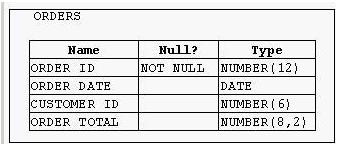 ORDERS
Name Null? Type
ORDER ID NOT NULL NUMBER(12)
ORDER DATE DATE
CUSTOMER ID NUMBER(6)
ORDER TOTAL NUMBER(8,2)